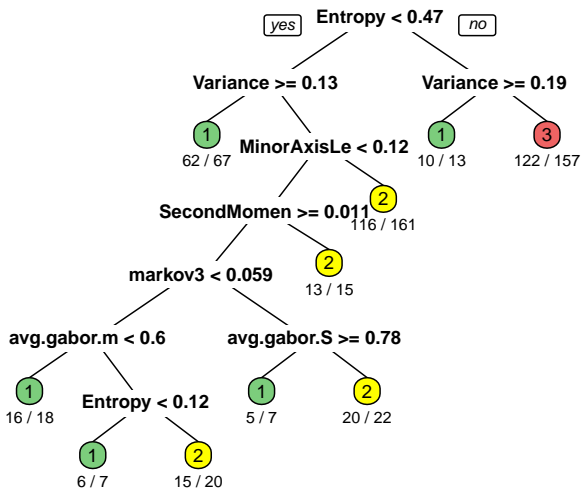 yes Entropy < 0.47 no
Variance >= 0.13 Variance >= 0.19
1 1 3
62 / 67 MinorAxisLe < 0.12 10 / 13 122 / 157
2
SecondMomen >= 0.011 116 / 161
2
markov3 < 0.059 13 / 15
avg.gabor.m < 0.6 avg.gabor.S >= 0.78
1 Entropy < 0.12 1 2
16 / 18 5 / 7 20 / 22
1 2
6 / 7 15 / 20